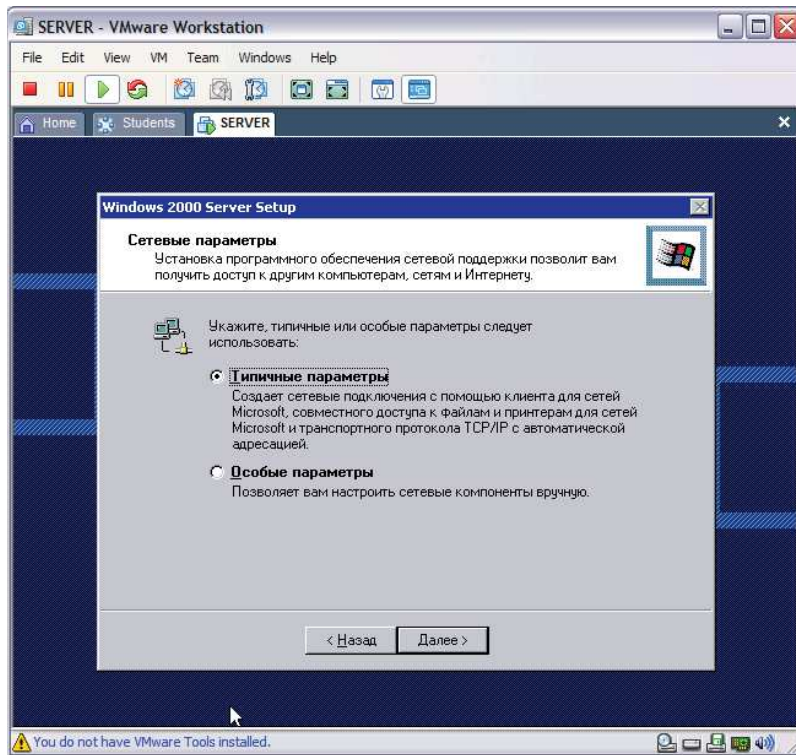 SERVER - VMware Workstation
File Edit View VM Team Windows Help
Home Students SERVER
Windows 2000 Server Setup
Сетевые параметры
Установка программного обеспечения сетевой поддержки позволит вам
получить доступ к другим компьютерам, сетям и Интернету.
Укажите, типичные или особые параметры следует
использовать:
Типичные параметры
Создает сетевые подключения с помощью клиента для сетей
Microsoft, совместного доступа к файлам и принтерам для сетей
Microsoft и транспортного протокола TCP/IP с автоматической
адресацией.
Особые параметры
Позволяет вам настроить сетевые компоненты вручную.
< Назад Далее >
You do not have VMware Tools installed.